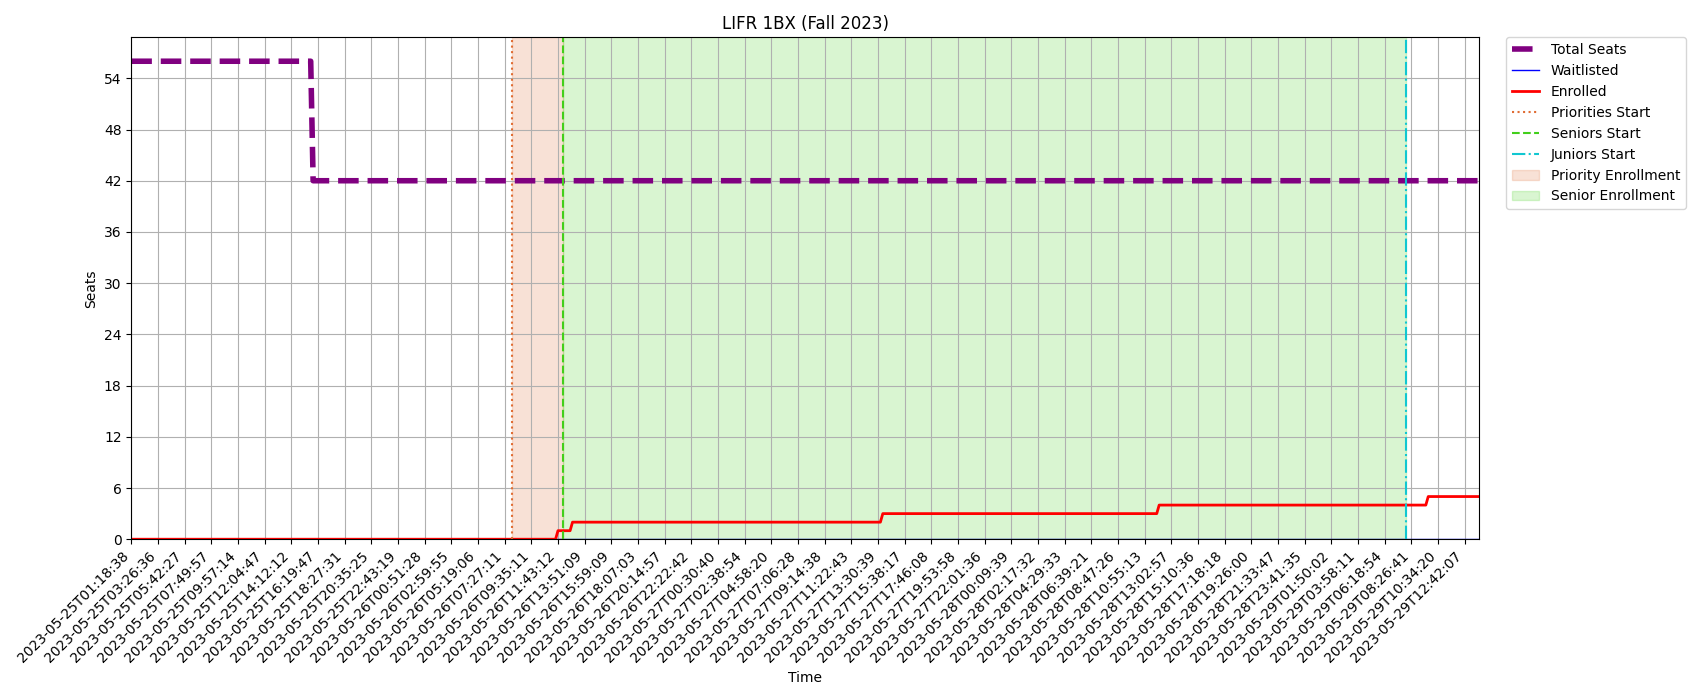 LIFR 1BX (Fall 2023)
Total Seats
Waitlisted
Enrolled
Priorities Start
Seniors Start
Juniors Start
Priority Enrollment
Senior Enrollment
Seats
54
48
42
36
30
24
18
12
6
0
2023-05-25T01:18:38
2023-05-25T03:26:36
2023-05-25T05:42:27
2023-05-25T07:49:57
2023-05-25T09:57:14
2023-05-25T12:04:47
2023-05-25T14:12:12
2023-05-25T16:19:47
2023-05-25T18:27:31
2023-05-25T20:35:25
2023-05-25T22:43:19
2023-05-26T00:51:28
2023-05-26T02:59:55
2023-05-26T05:19:06
2023-05-26T07:27:11
2023-05-26T09:35:11
2023-05-26T11:43:12
2023-05-26T13:51:09
2023-05-26T15:59:09
2023-05-26T18:07:03
2023-05-26T20:14:57
2023-05-26T22:22:42
2023-05-27T00:30:40
2023-05-27T02:38:54
2023-05-27T04:58:20
2023-05-27T07:06:28
2023-05-27T09:14:38
2023-05-27T11:22:43
2023-05-27T13:30:39
2023-05-27T15:38:17
2023-05-27T17:46:08
2023-05-27T19:53:58
2023-05-27T22:01:36
2023-05-28T00:09:39
2023-05-28T02:17:32
2023-05-28T04:29:33
2023-05-28T06:39:21
2023-05-28T08:47:26
2023-05-28T10:55:13
2023-05-28T13:02:57
2023-05-28T15:10:36
2023-05-28T17:18:18
2023-05-28T19:26:00
2023-05-28T21:33:47
2023-05-28T23:41:35
2023-05-29T01:50:02
2023-05-29T03:58:11
2023-05-29T06:18:54
2023-05-29T08:26:41
2023-05-29T10:34:20
2023-05-29T12:42:07
Time